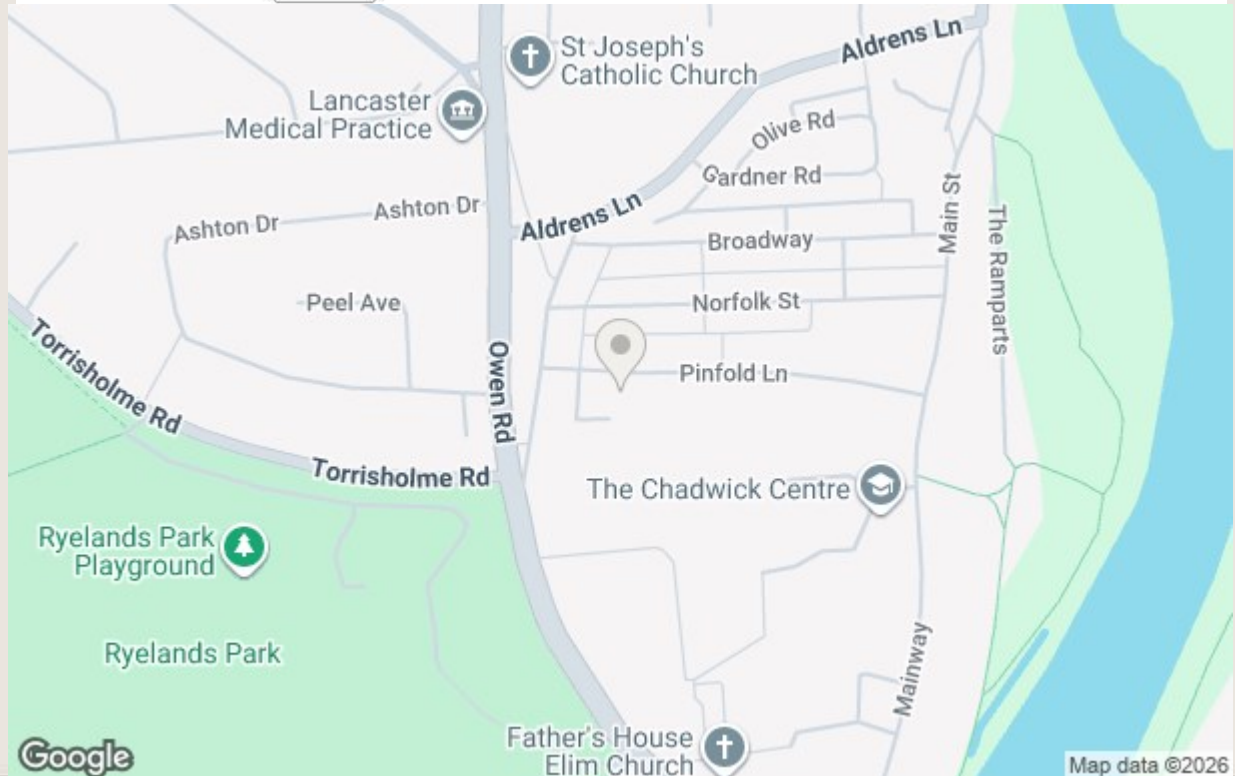 Aldrens Ln
St Joseph's
Catholic Church
Lancaster
Medical Practice
Olive Rd
Gardner Rd
Main St
Ashton Dr
Ashton Dr
Aldrens Ln
Broadway
The Ramparts
Peel Ave
Norfolk St
Torrisholme Rd
Owen Rd
Pinfold Ln
Torrisholme Rd
The Chadwick Centre
Ryelands Park
Playground
Ryelands Park
Mainway
Father's House
Elim Church
Google
Map data ©2026